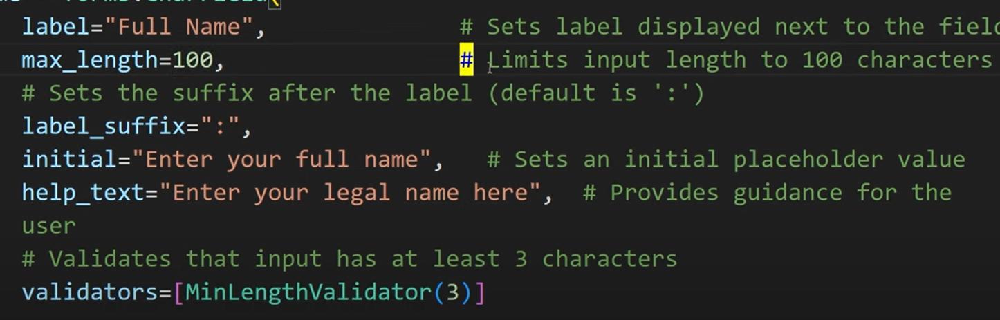 label="Full Name", # Sets label displayed next to the field
max_length=100, # Limits input length to 100 characters
# Sets the suffix after the label (default is ':')
label_suffix=":",
initial="Enter your full name", # Sets an initial placeholder value
help_text="Enter your legal name here", # Provides guidance for the
user
# Validates that input has at least 3 characters
validators=[MinLengthValidator(3)]